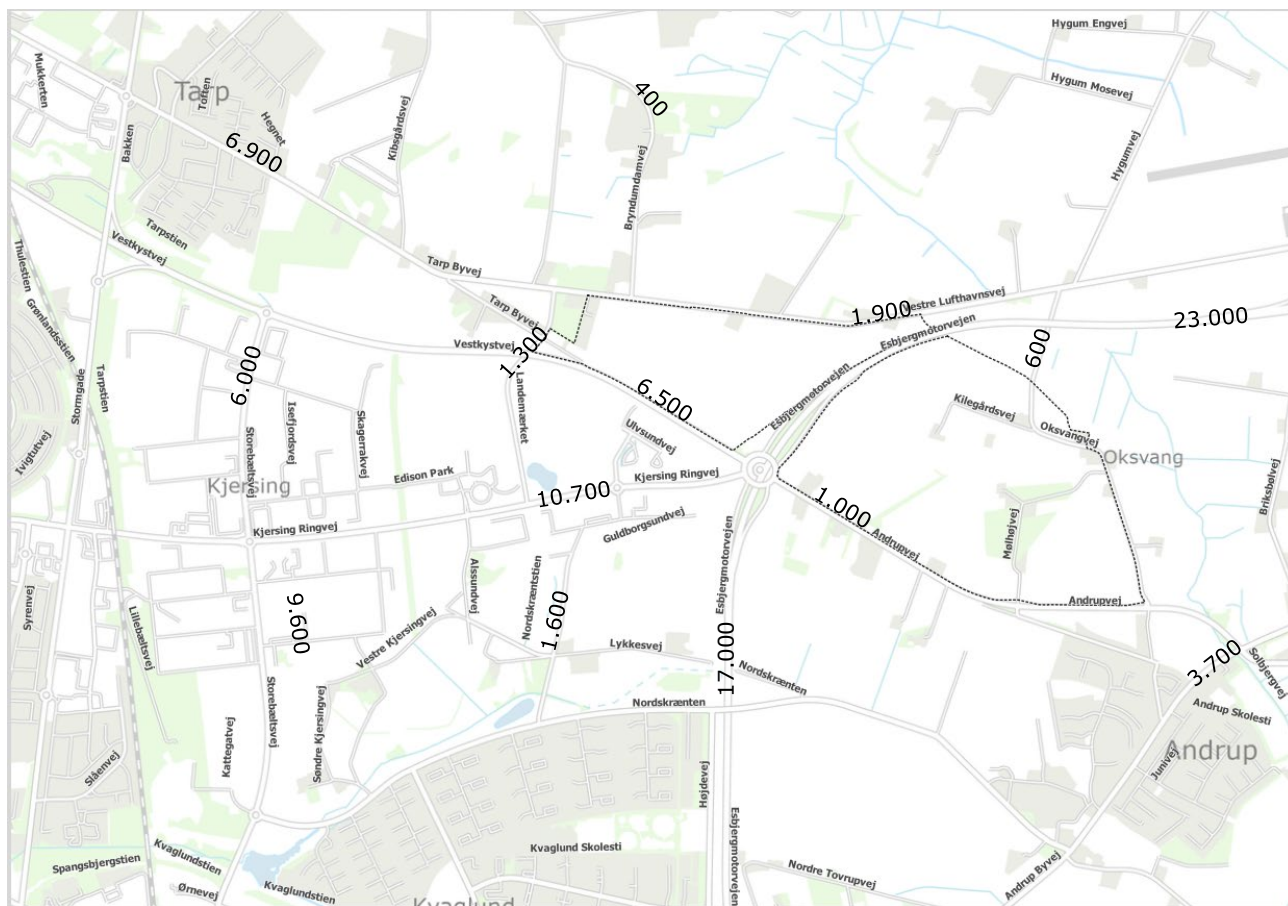 Hygum Engvej
Mukkerten
Tarp
Toften
Hygum Mosevej
400
Hegnet
6.900
Kibsgårdsvej
Bakken
Hygumvej
Bryndumdamvej
Tarpstien
Vestkystvej
Thulestien
Tarp Byvej
Grønlandsstien
Vestre Lufthavnsvej
1.900
Tarp Byvej
23.000
Esbjergmotorvejen
Vestkystvej
1.300
600
6.000
Tarpstien
Stormgade
Esbjergmotorvejen
6.500
Landemærket
Isefjordsvej
Skagerrakvej
Kilegårdsvej
Ulvsundvej
Oksvangvej
Ivigtutvej
Storebæltsvej
Oksvang
Edison Park
Kjersing Ringvej
Kjersing
10.700
1.000
Briksbølvej
Guldborgsundvej
Kjersing Ringvej
Andrupvej
Mølhøjvej
Esbjergmotorvejen
Alssundvej
Nordskræntstien
Syrenvej
Andrupvej
9.600
Lillebæltsvej
1.600
Vestre Kjersingvej
Lykkesvej
17.000
Solbjergvej
3.700
Nordskrænten
Storebæltsvej
Søndre Kjersingvej
Nordskrænten
Andrup Skolesti
Kattegatvej
Andrup
Slåenvej
Junivej
Højdevej
Esbjergmotorvejen
Kvaglund Skolesti
Kvaglundstien
Spangsbjergstien
Nordre Tovrupvej
Andrup Byvej
Ørnevej
Kvaglundstien
Kvaglund